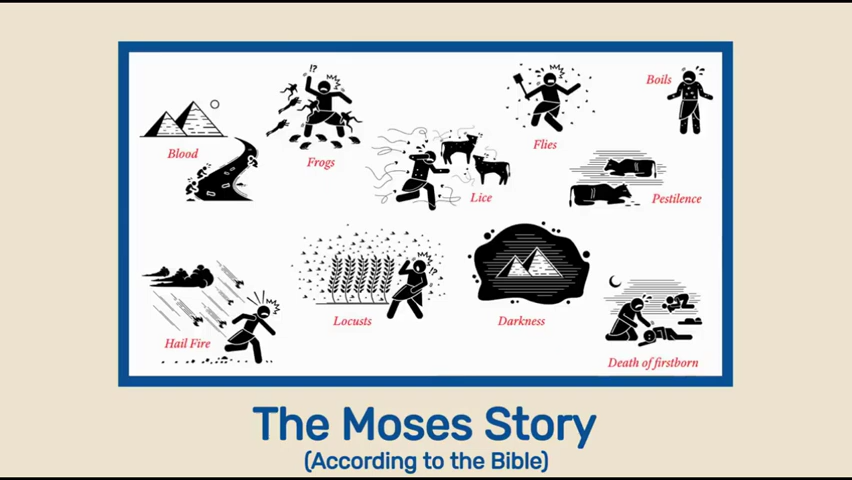 Blood
Frogs
Flies
Boils
Lice
Pestilence
Hail Fire
Locusts
Darkness
Death of firstborn
!?
!?
The Moses Story
(According to the Bible)